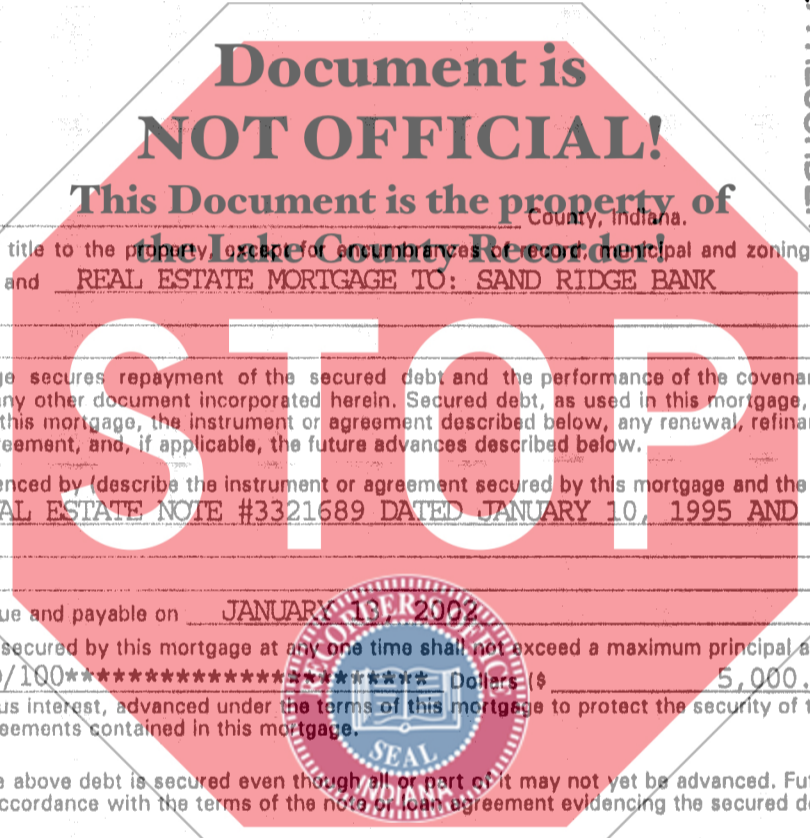 Document is
NOT OFFICIAL!
This Document is the property of
the Lake County Recorder!
County, Indiana.
title to the property, except for encumbrances of record, municipal and zoning
and REAL ESTATE MORTGAGE TO: SAND RIDGE BANK
STOP
ge secures repayment of the secured debt and the performance of the covena
ny other document incorporated herein. Secured debt, as used in this mortgage,
this mortgage, the instrument or agreement described below, any renewal, refina
reement, and, if applicable, the future advances described below.
enced by (describe the instrument or agreement secured by this mortgage and the
AL ESTATE NOTE #3321689 DATED JANUARY 10, 1995 AND
ue and payable on JANUARY 13, 2002
secured by this mortgage at any one time shall not exceed a maximum principal a
0/100************************* Dollars ($ 5,000.
us interest, advanced under the terms of this mortgage to protect the security of t
eements contained in this mortgage.
SEAL
INDIANA
e above debt is secured even though all or part of it may not yet be advanced. Fut
ccordance with the terms of the note or loan agreement evidencing the secured de